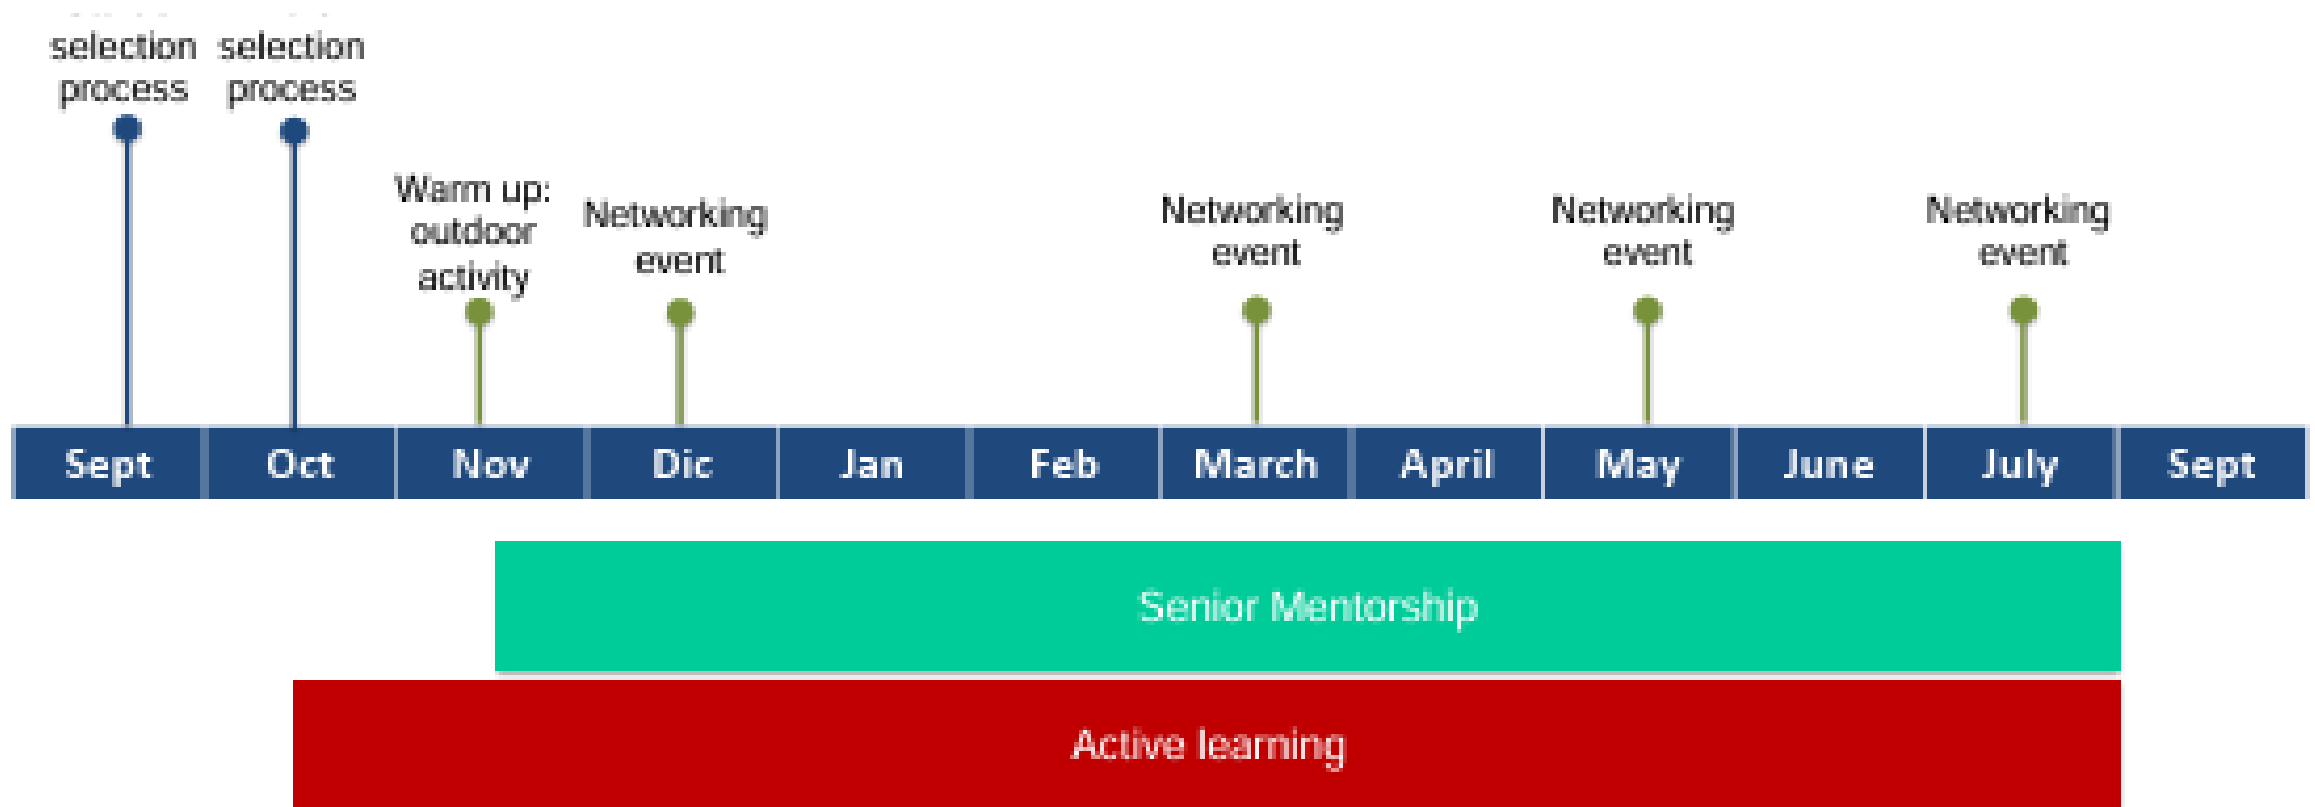 selection selection
process process
Warm up:
outdoor
activity
Networking
event
Networking
event
Networking
event
Networking
event
Sept Oct Nov Dic Jan Feb March April May June July Sept
Senior Mentorship
Active learning